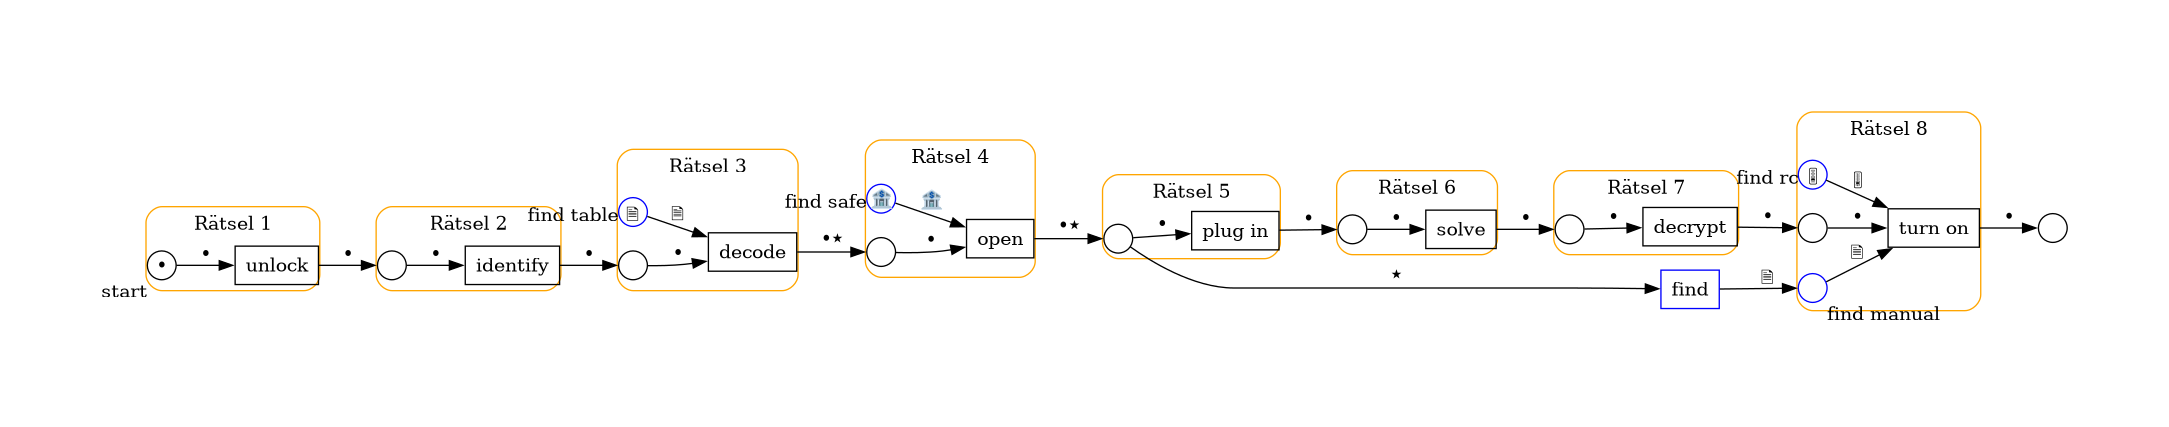 Rätsel 1
unlock
start
Rätsel 2
identify
Rätsel 3
find table
decode
Rätsel 4
find safe
open
Rätsel 5
plug in
Rätsel 6
solve
Rätsel 7
decrypt
find
Rätsel 8
find rc
turn on
find manual